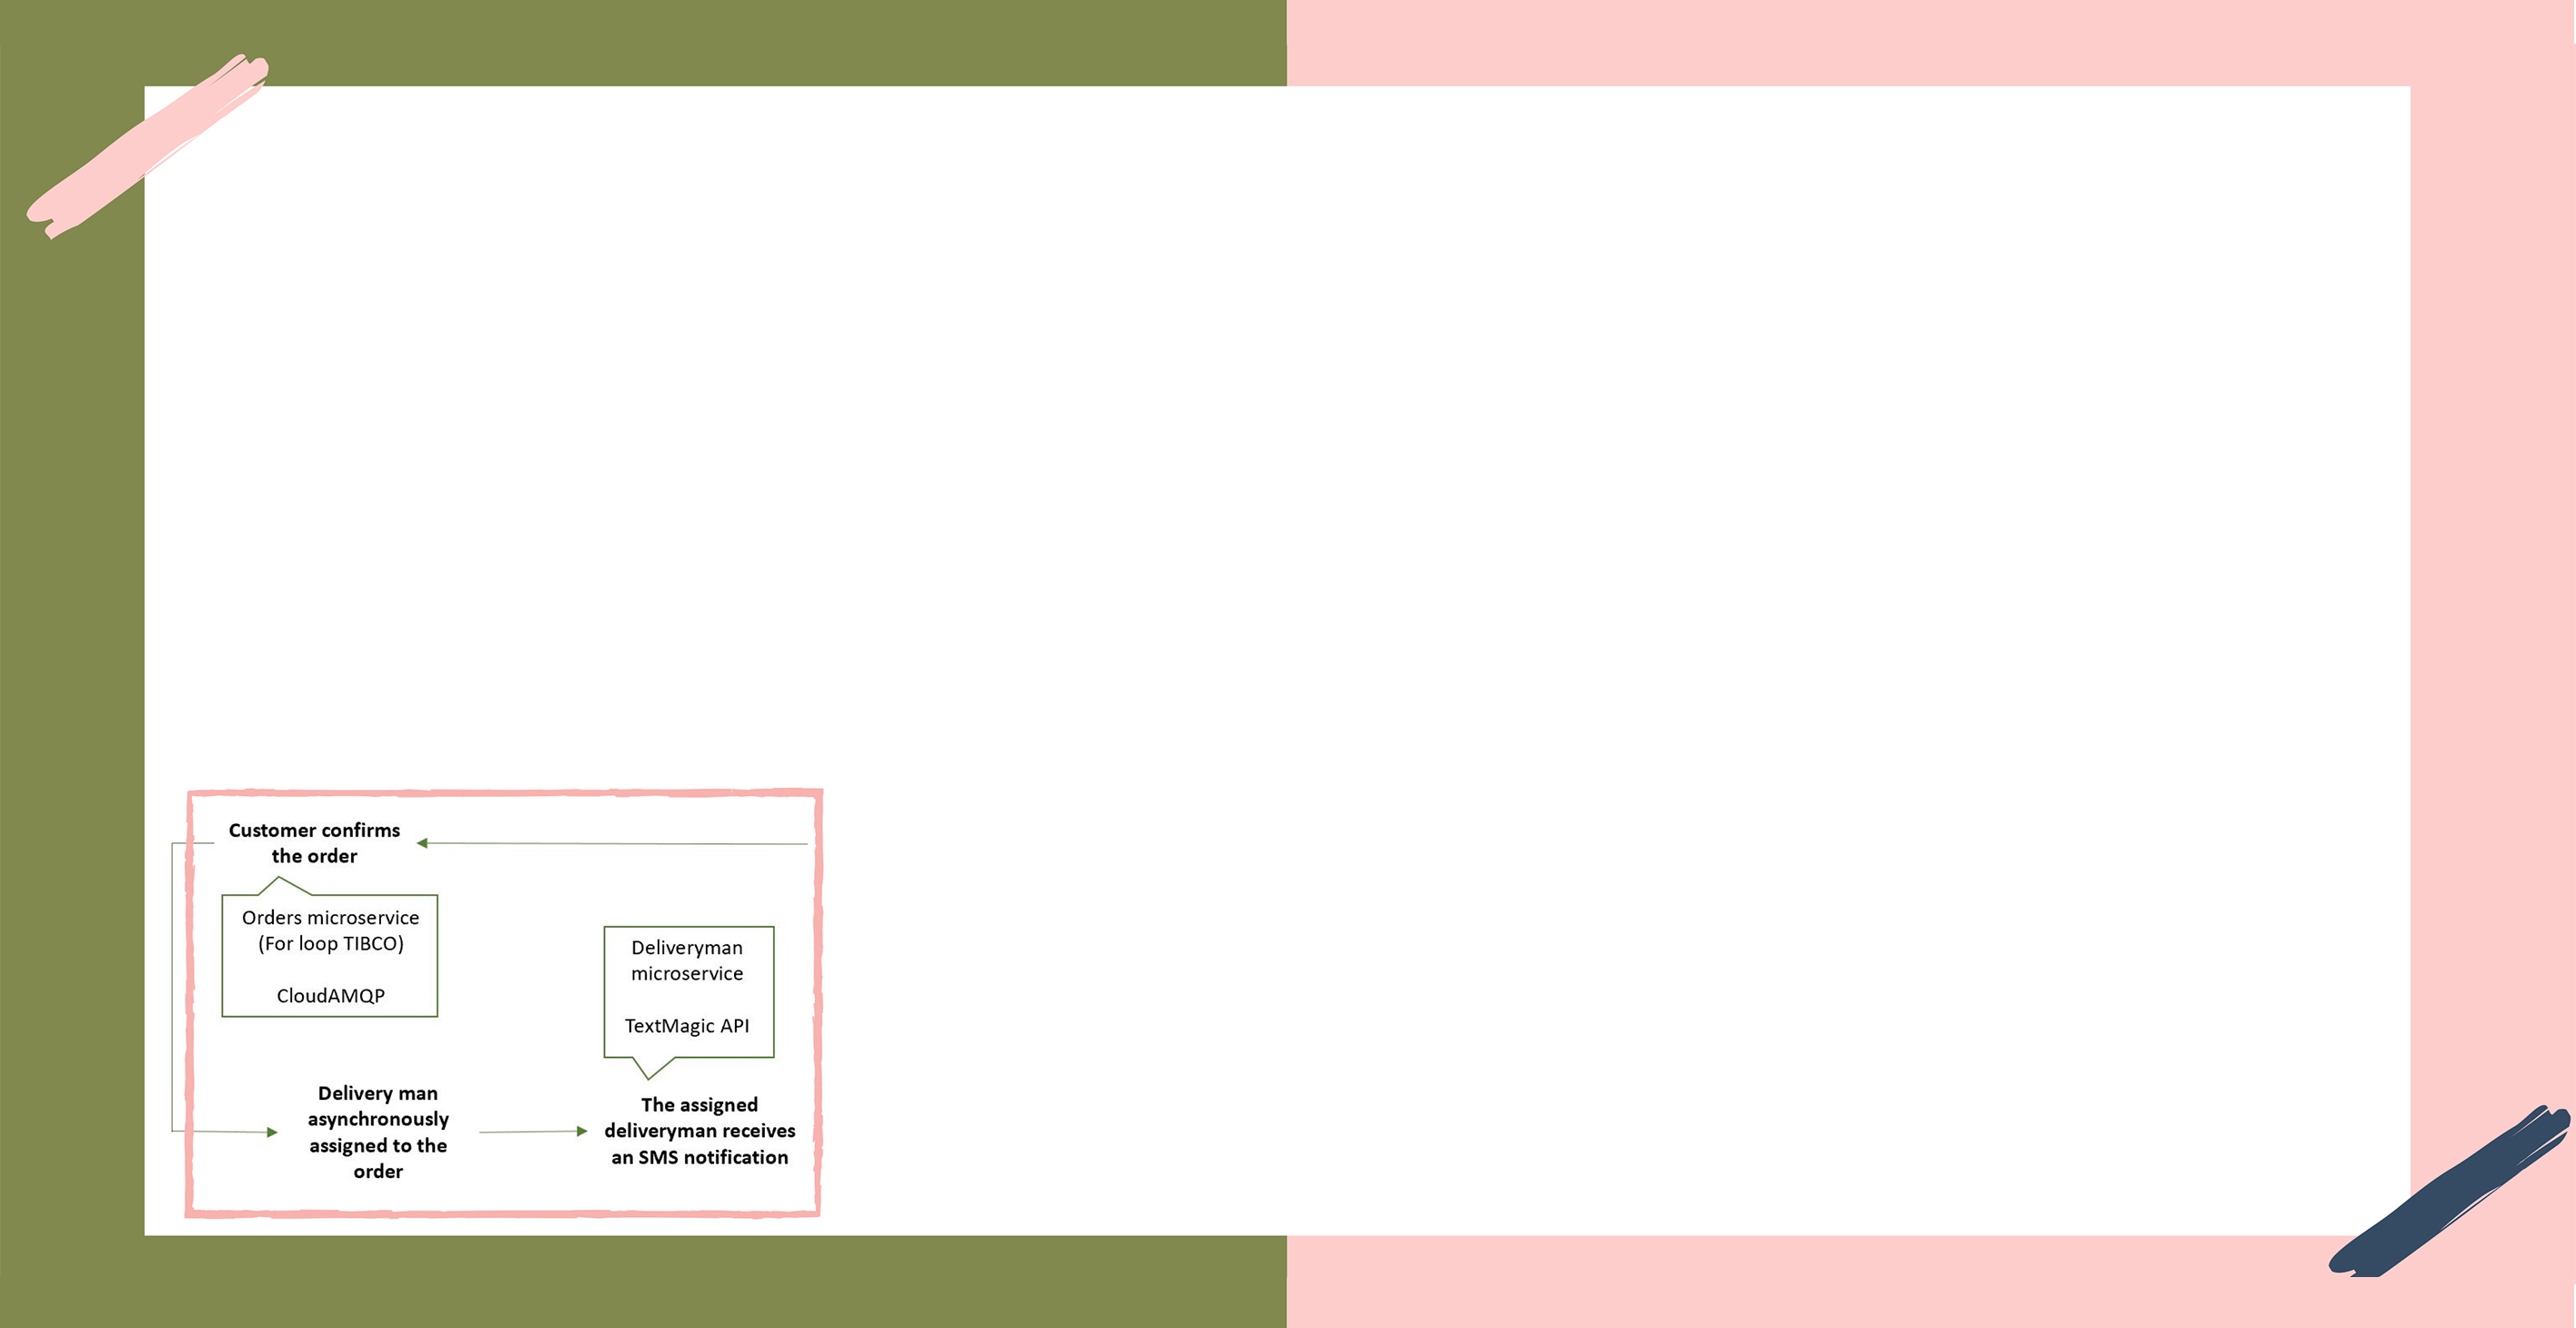 Customer confirms
the order
Orders microservice
(For loop TIBCO)
CloudAMQP
Deliveryman
microservice
TextMagic API
Delivery man
asynchronously
assigned to the
order
The assigned
deliveryman receives
an SMS notification